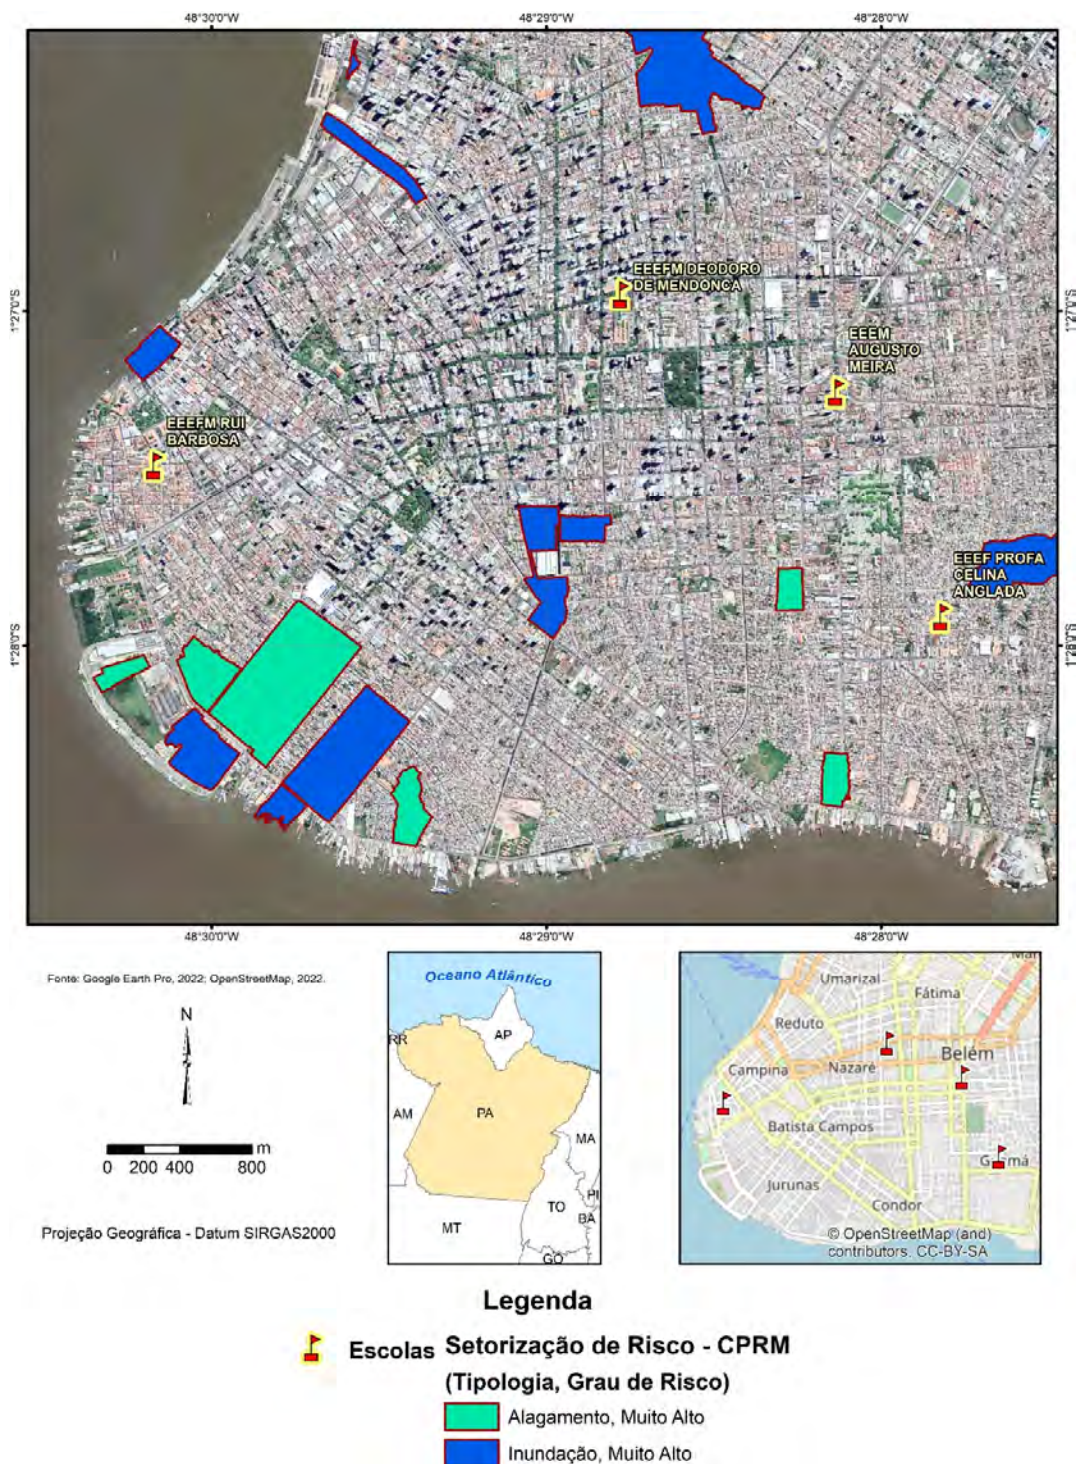 48°30'0"W
48°29'0"W
48°28'0"W
1°27'0"S
1°27'0"S
EEEFM DEODORO
DE MENDONCA
EEEM
AUGUSTO
MEIRA
EEEFM RUI
BARBOSA
EEEF PROFA
CELINA
ANGLADA
1°28'0"S
1°28'0"S
48°30'0"W
48°29'0"W
48°28'0"W
Fonte: Google Earth Pro, 2022; OpenStreetMap, 2022.
N
m
0 200 400 800
Projeção Geográfica - Datum SIRGAS2000
Oceano Atlântico
RR
AP
AM
PA
MA
PI
TO
BA
MT
GO
Umarizal
Fátima
Mar
Reduto
Belém
Campina
Nazaré
Batista Campos
Guamá
Jurunas
Condor
© OpenStreetMap (and)
contributors. CC-BY-SA
Legenda
Escolas
Setorização de Risco - CPRM
(Tipologia, Grau de Risco)
Alagamento, Muito Alto
Inundação, Muito Alto